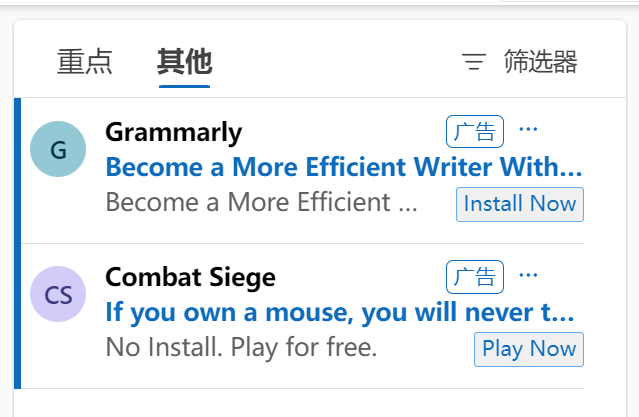 重点 其他 筛选器
G Grammarly 广告 ...
Become a More Efficient Writer With...
Become a More Efficient ... Install Now
CS Combat Siege 广告 ...
If you own a mouse, you will never t...
No Install. Play for free. Play Now